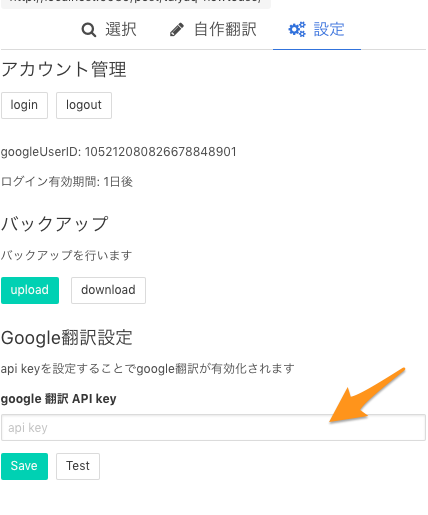 選択 自作翻訳 設定
アカウント管理
login logout
googleUserID: 105212080826678848901
ログイン有効期間: 1日後
バックアップ
バックアップを行います
upload download
Google翻訳設定
api keyを設定することでgoogle翻訳が有効化されます
google 翻訳 API key
api key
Save Test